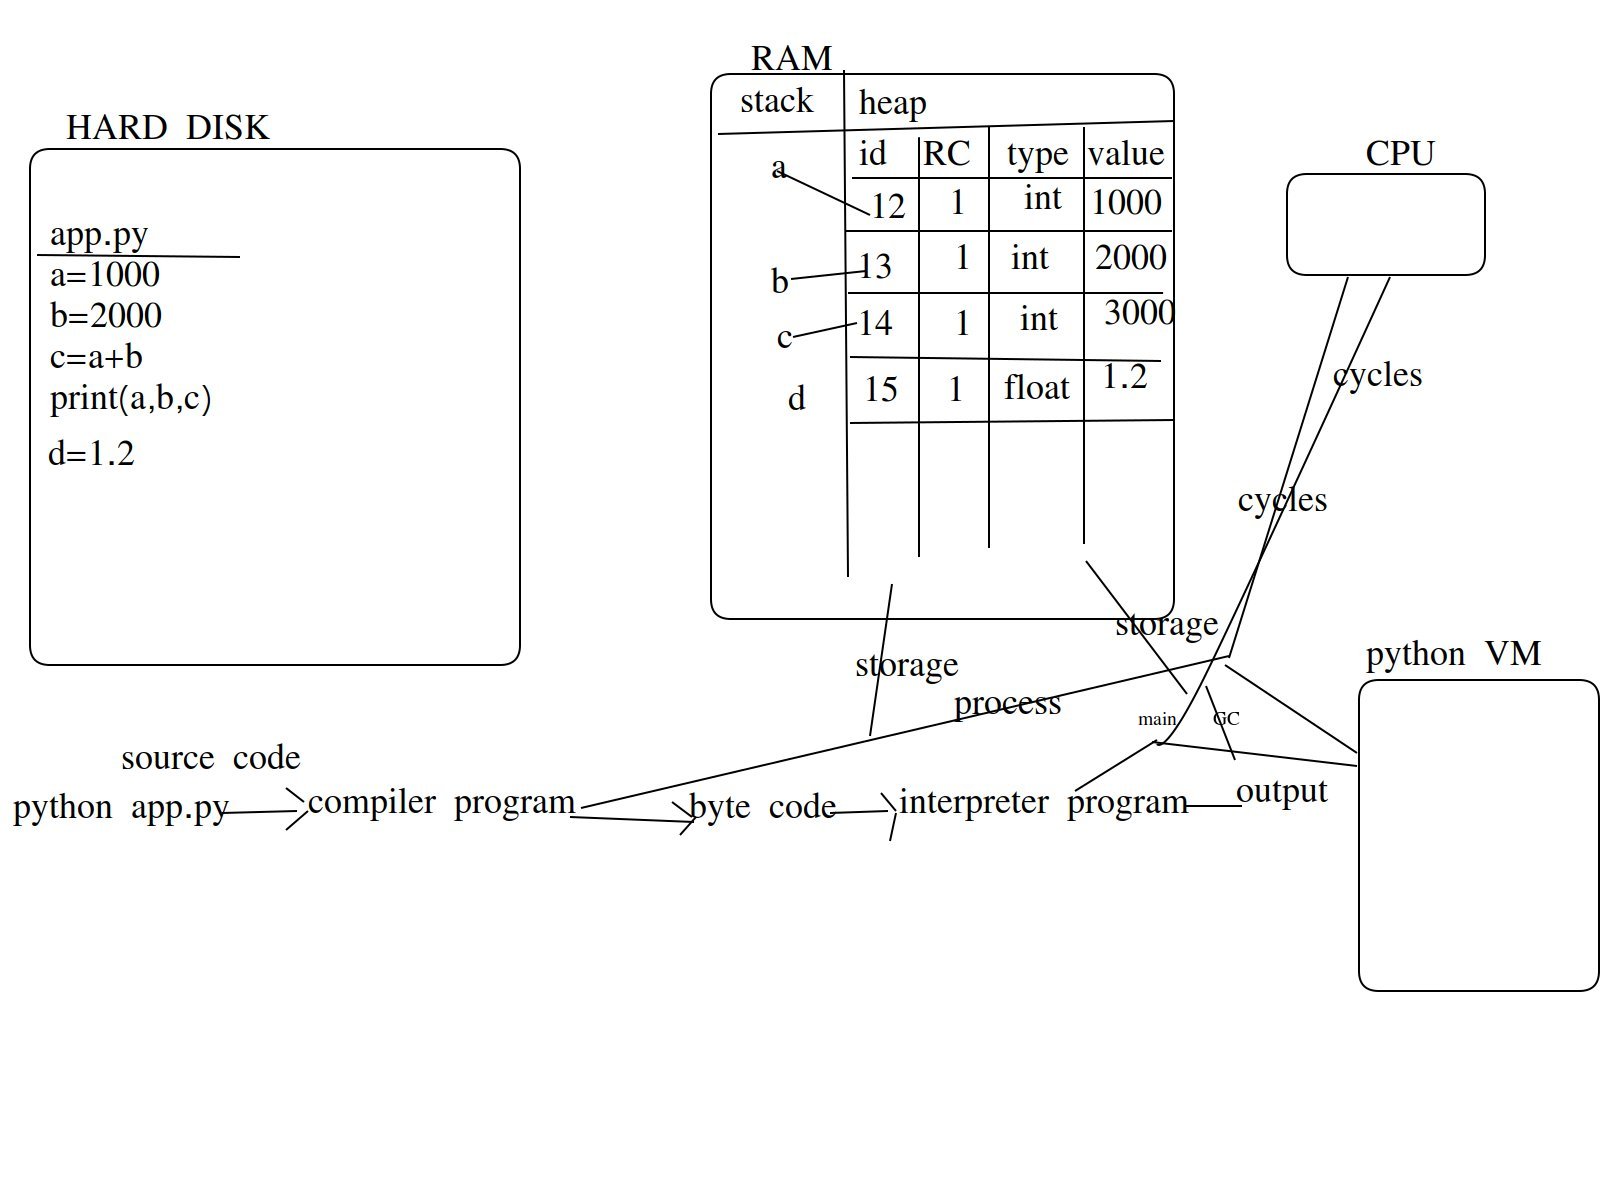 RAM
stack heap
HARD DISK
id RC type value
CPU
a 12 1 int 1000
app.py
a=1000
b 13 1 int 2000
b=2000
c 14 1 int 3000
c=a+b
print(a,b,c)
d 15 1 float 1.2
cycles
d=1.2
cycles
storage
storage
python VM
process
main GC
source code
python app.py compiler program byte code interpreter program output